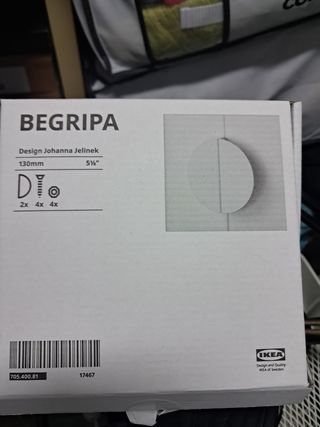 BEGRIPA
Design Johanna Jelinek
130mm 5⅛"
2x 4x 4x
705.400.81 17467
IKEA
Design and Quality
IKEA of Sweden